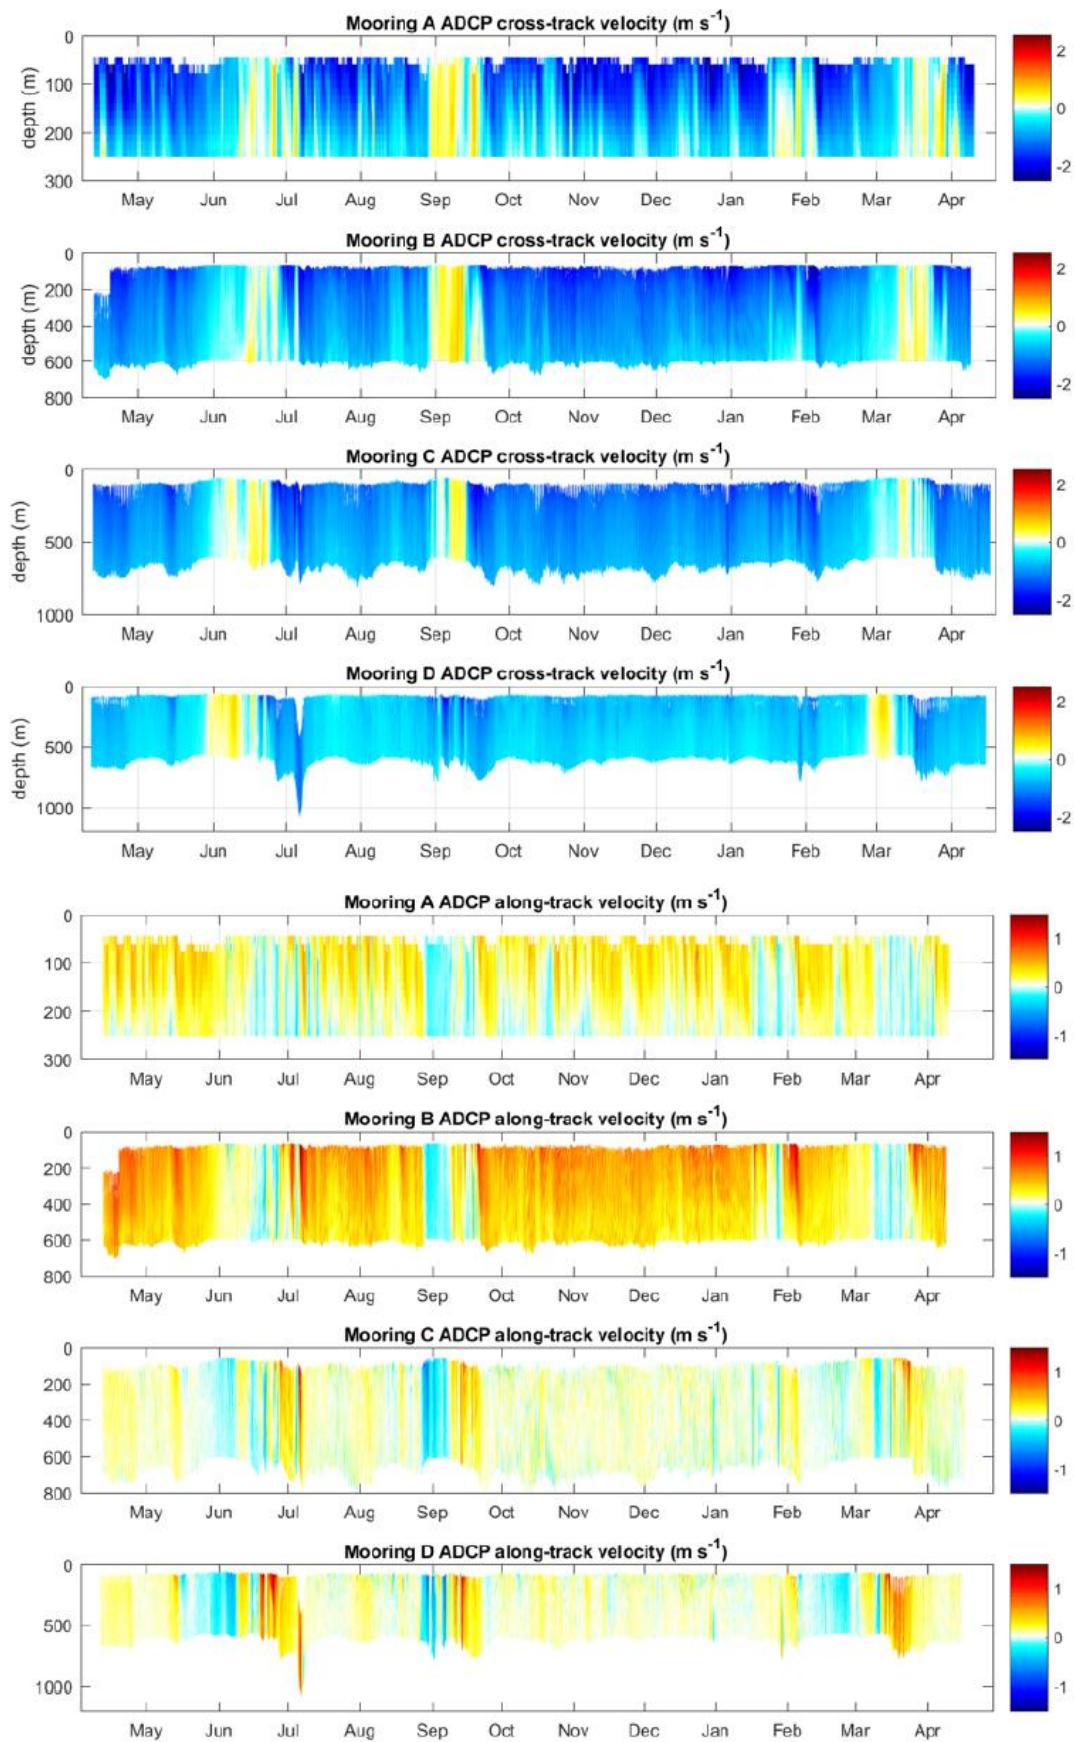 Mooring A ADCP cross-track velocity (m s-1)
depth (m)
0
100
200
300
May Jun Jul Aug Sep Oct Nov Dec Jan Feb Mar Apr
2
0
-2
Mooring B ADCP cross-track velocity (m s-1)
depth (m)
0
200
400
600
800
May Jun Jul Aug Sep Oct Nov Dec Jan Feb Mar Apr
2
0
-2
Mooring C ADCP cross-track velocity (m s-1)
depth (m)
0
500
1000
May Jun Jul Aug Sep Oct Nov Dec Jan Feb Mar Apr
2
0
-2
Mooring D ADCP cross-track velocity (m s-1)
depth (m)
0
500
1000
May Jun Jul Aug Sep Oct Nov Dec Jan Feb Mar Apr
2
0
-2
Mooring A ADCP along-track velocity (m s-1)
0
100
200
300
May Jun Jul Aug Sep Oct Nov Dec Jan Feb Mar Apr
1
0
-1
Mooring B ADCP along-track velocity (m s-1)
0
200
400
600
800
May Jun Jul Aug Sep Oct Nov Dec Jan Feb Mar Apr
1
0
-1
Mooring C ADCP along-track velocity (m s-1)
0
200
400
600
800
May Jun Jul Aug Sep Oct Nov Dec Jan Feb Mar Apr
1
0
-1
Mooring D ADCP along-track velocity (m s-1)
0
500
1000
May Jun Jul Aug Sep Oct Nov Dec Jan Feb Mar Apr
1
0
-1